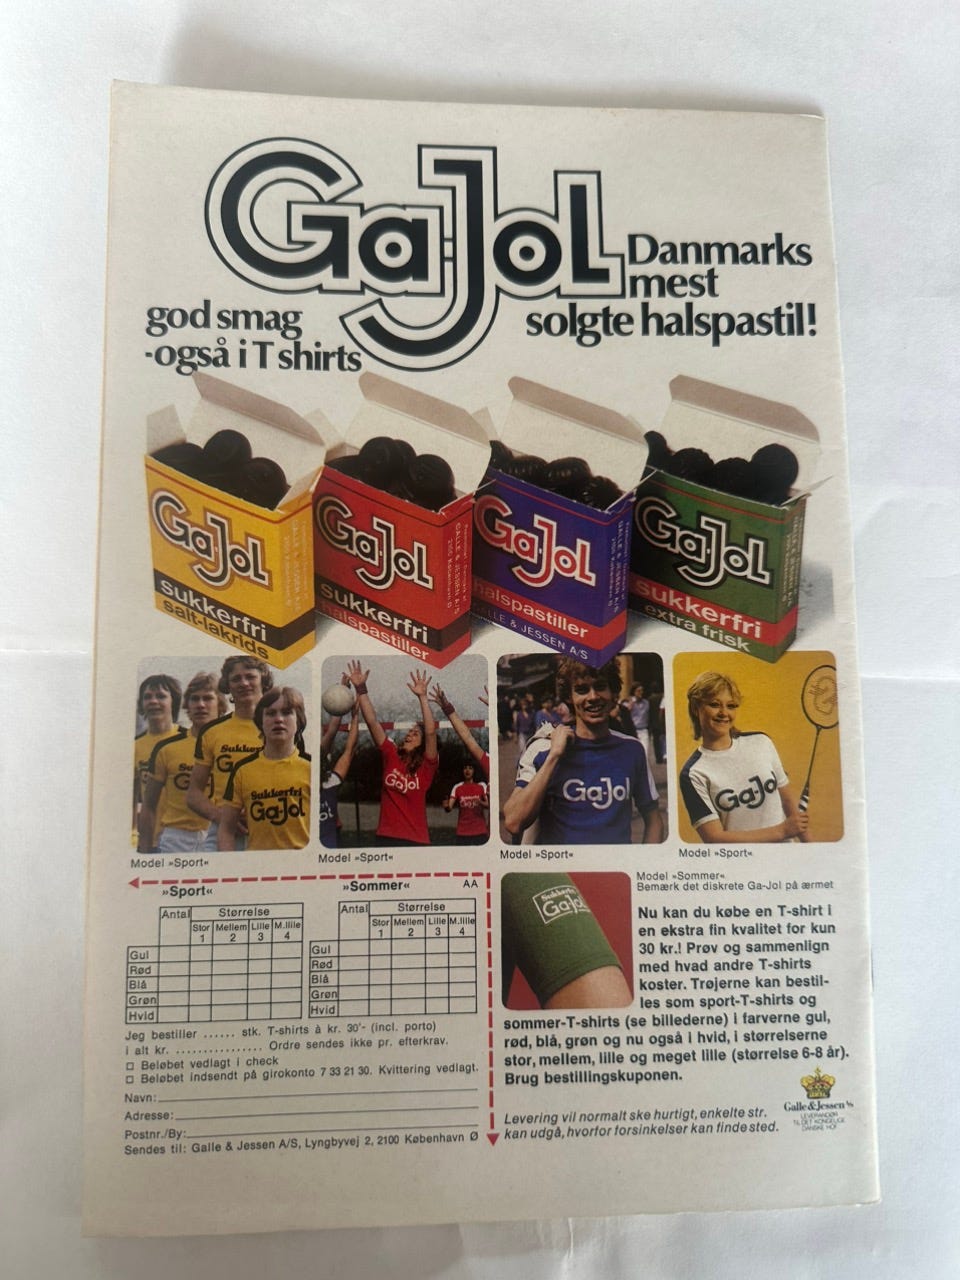 Ga-Jol
Danmarks
mest
solgte halspastil!
god smag
-også i T shirts
Ga-Jol
sukkerfri
salt-lakrids
Ga-Jol
sukkerfri
halspastiller
GALLE & JESSEN A/S
Ga-Jol
halspastiller
GALLE & JESSEN A/S
Ga-Jol
sukkerfri
extra frisk
Sukkerfri
Ga-Jol
Ga-Jol
Ga-Jol
Ga-Jol
Model »Sport«
Model »Sport«
Model »Sport«
Model »Sport«
»Sport«
»Sommer«
AA
Antal Størrelse
Stor Mellem Lille M.lille
1 2 3 4
Gul
Rød
Blå
Grøn
Hvid
Antal Størrelse
Stor Mellem Lille M.lille
1 2 3 4
Gul
Rød
Blå
Grøn
Hvid
Jeg bestiller ...... stk. T-shirts à kr. 30'- (incl. porto)
i alt kr. ................ Ordre sendes ikke pr. efterkrav.
□ Beløbet vedlagt i check
□ Beløbet indsendt på girokonto 7 33 21 30. Kvittering vedlagt.
Navn:
Adresse:
Postnr./By:
Sendes til: Galle & Jessen A/S, Lyngbyvej 2, 2100 København Ø
Sukkerfri
Ga-Jol
Model »Sommer«
Bemærk det diskrete Ga-Jol på ærmet
Nu kan du købe en T-shirt i
en ekstra fin kvalitet for kun
30 kr.! Prøv og sammenlign
med hvad andre T-shirts
koster. Trøjerne kan bestil-
les som sport-T-shirts og
sommer-T-shirts (se billederne) i farverne gul,
rød, blå, grøn og nu også i hvid, i størrelserne
stor, mellem, lille og meget lille (størrelse 6-8 år).
Brug bestillingskuponen.
Levering vil normalt ske hurtigt, enkelte str.
kan udgå, hvorfor forsinkelser kan finde sted.
Galle & Jessen A/S
LEVERANDØR
TIL DET KONGELIGE
DANSKE HOF